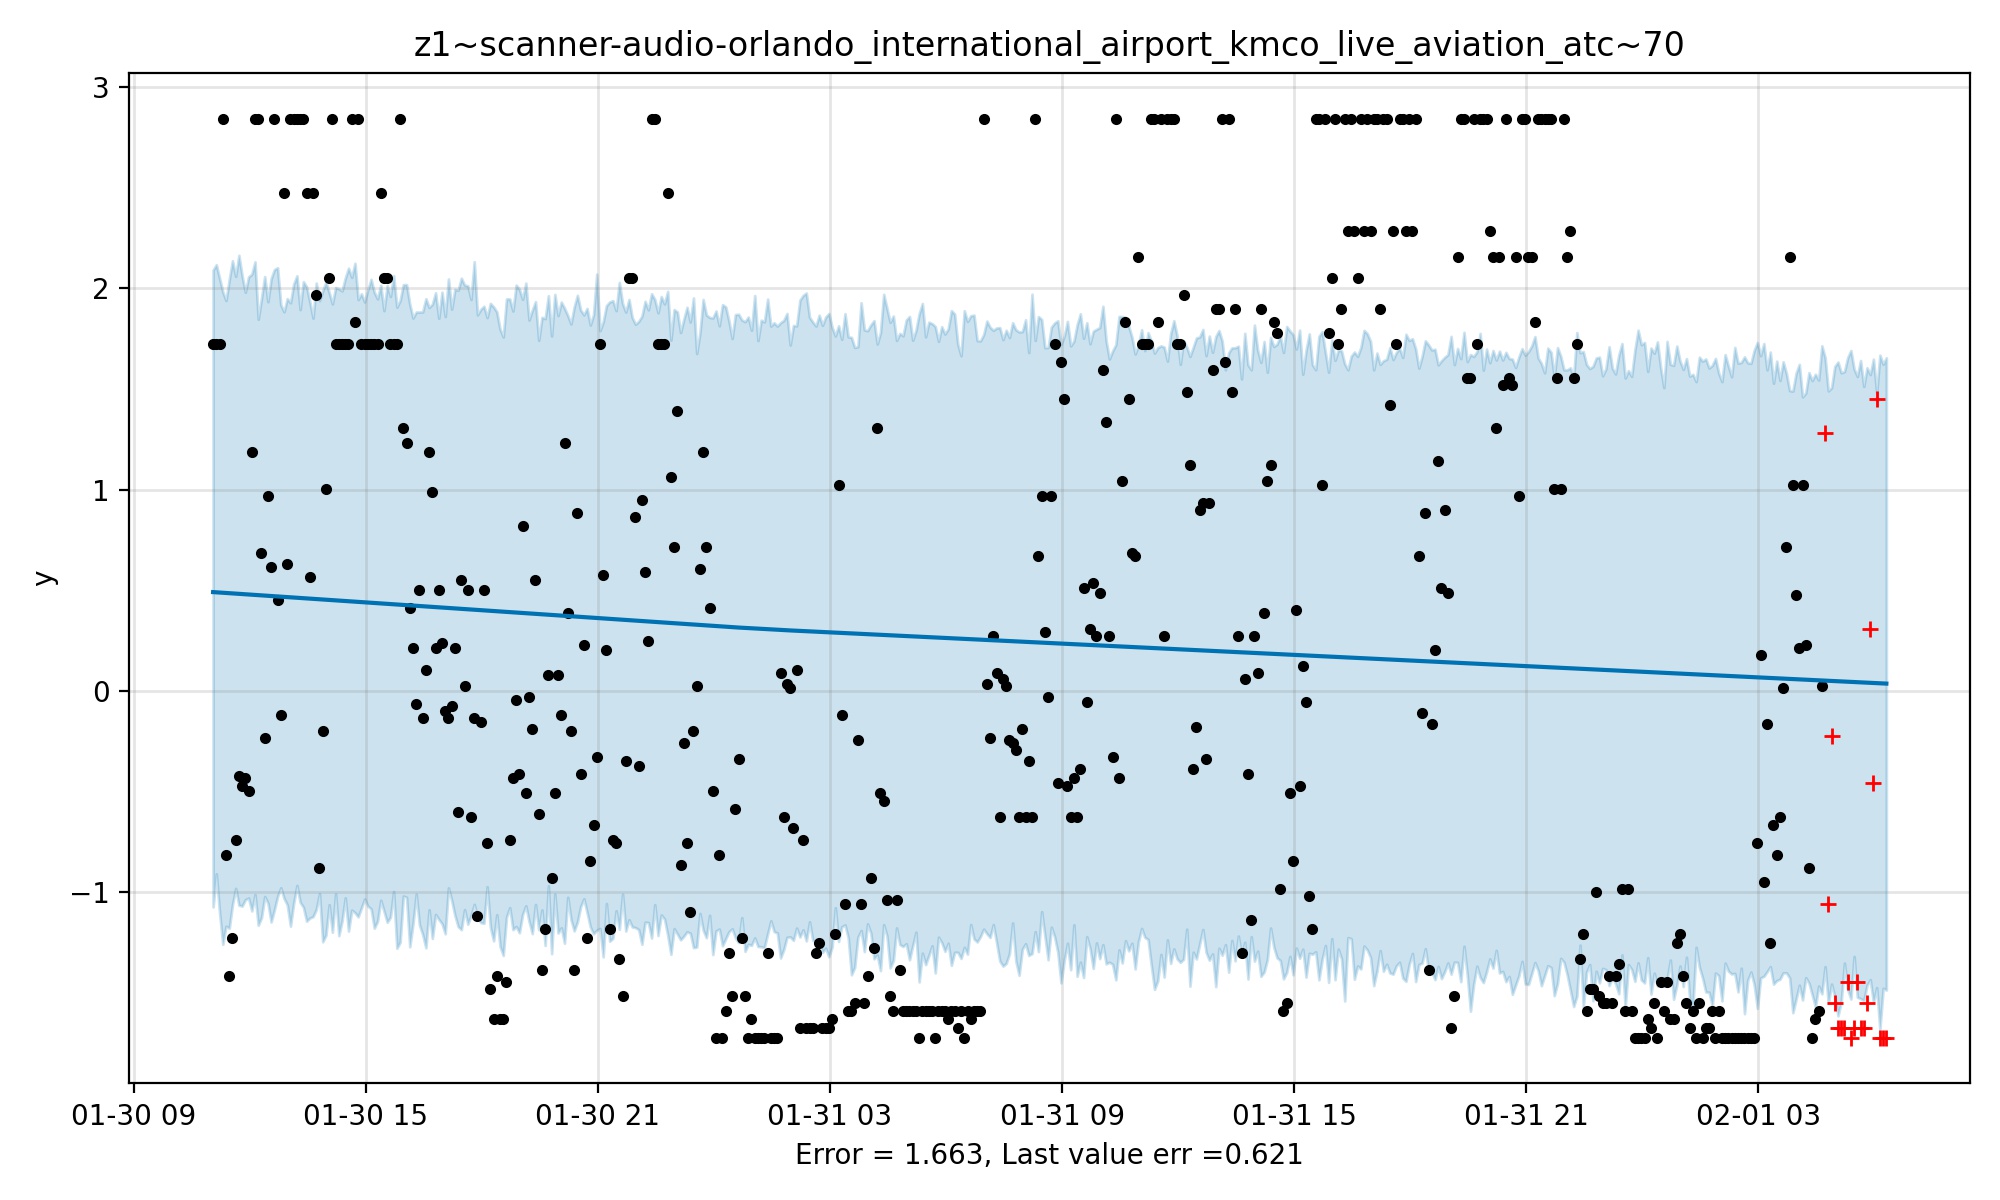 z1~scanner-audio-orlando_international_airport_kmco_live_aviation_atc~70
3
2
1
0
−1
y
01-30 09 01-30 15 01-30 21 01-31 03 01-31 09 01-31 15 01-31 21 02-01 03
Error = 1.663, Last value err =0.621